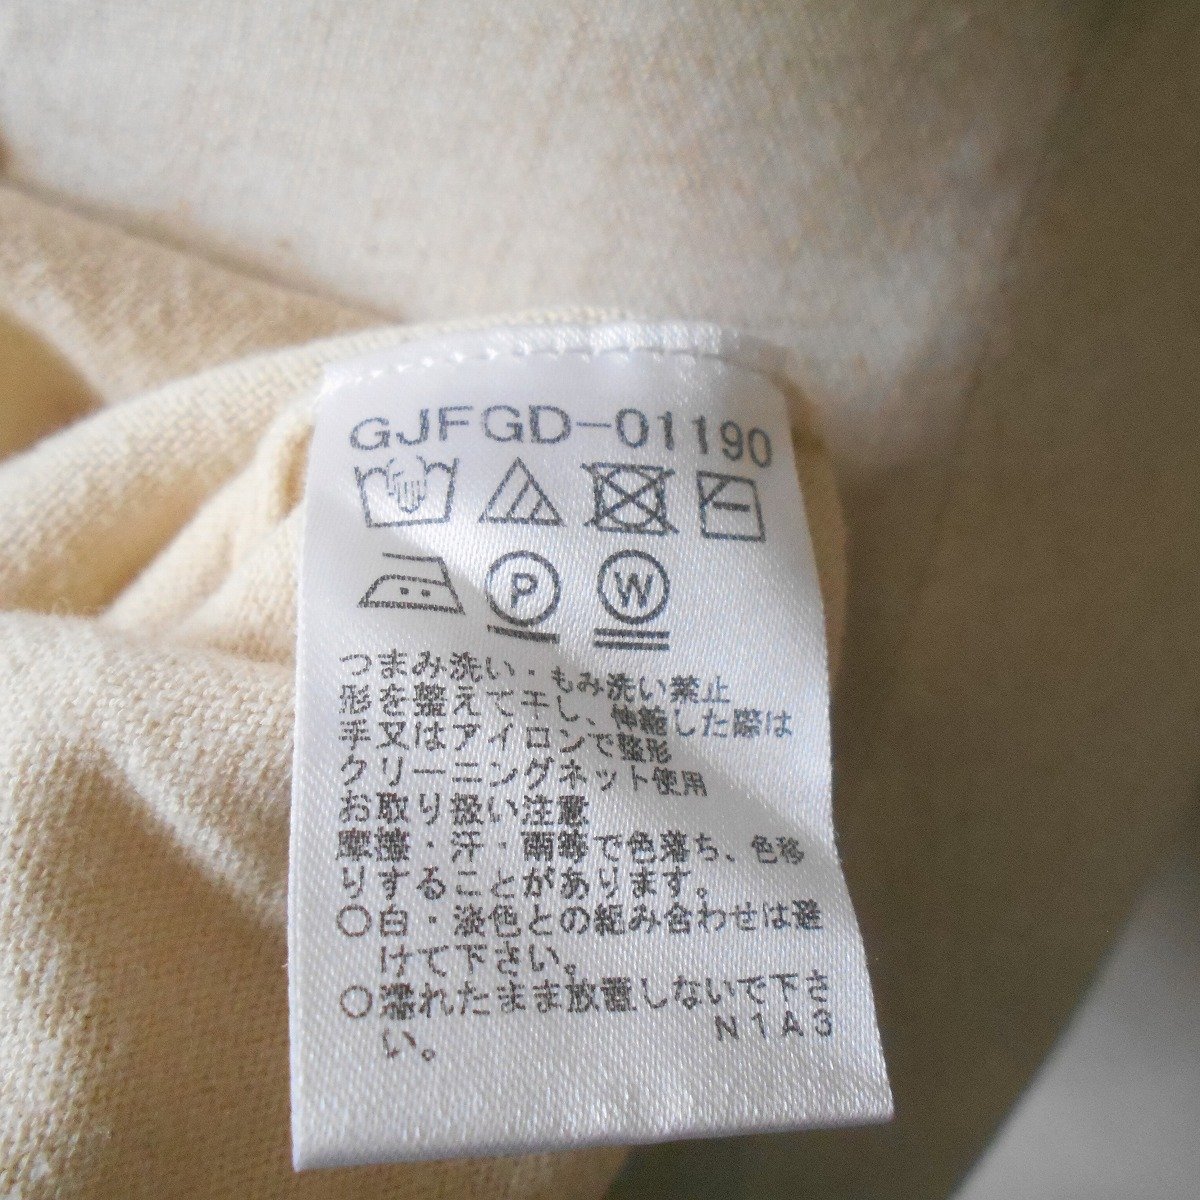 GJFGD-01190
P W
つまみ洗い・もみ洗い禁止
形を整えて干し、伸縮した際は
手又はアイロンで整形
クリーニングネット使用
お取り扱い注意
摩擦・汗・雨等で色落ち、色移
りすることがあります。
○白・淡色との組み合わせは避
けて下さい。
○濡れたまま放置しないで下さ
い。
N1A3